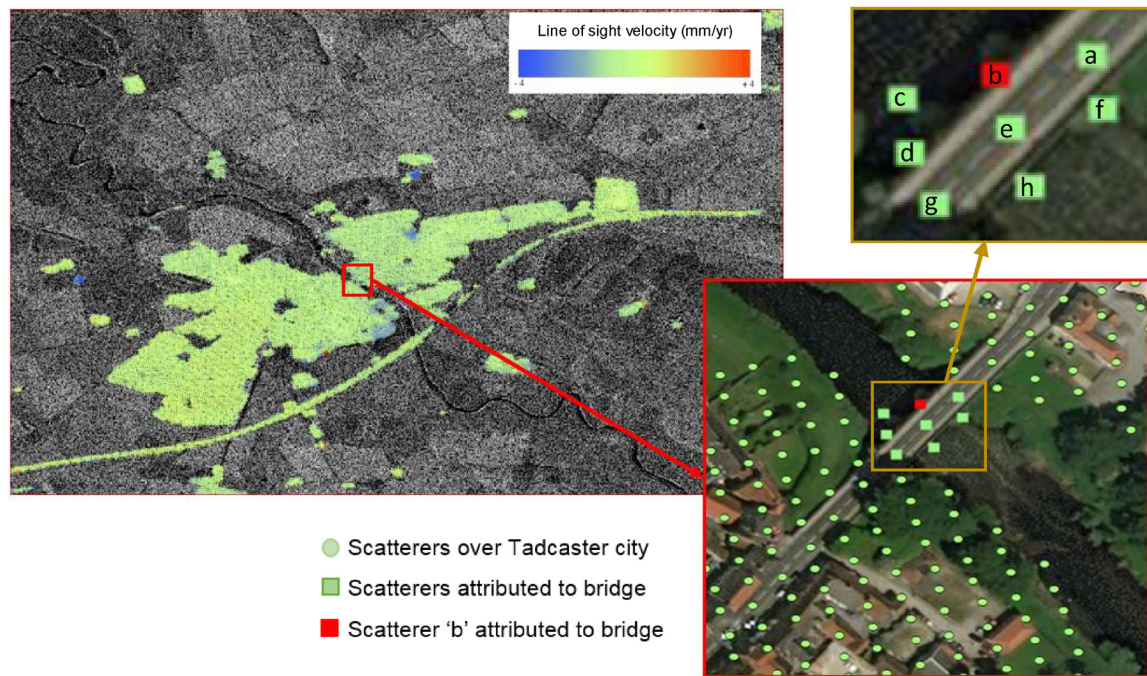 Line of sight velocity (mm/yr)
-4
+4
a
b
c
f
e
d
h
g
Scatterers over Tadcaster city
Scatterers attributed to bridge
Scatterer ‘b’ attributed to bridge